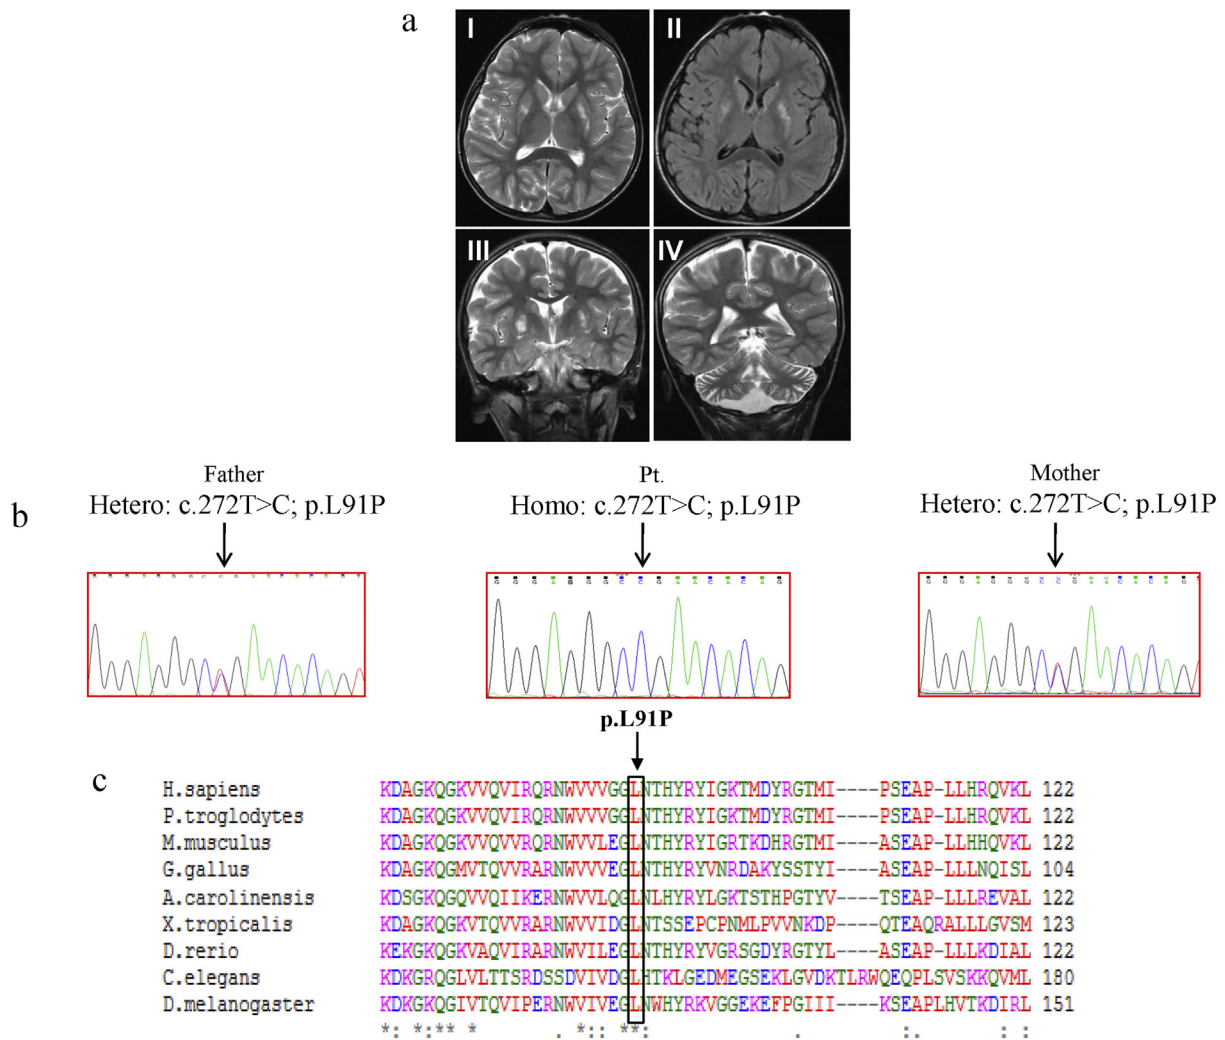 a
I
II
III
IV
b
Father
Hetero: c.272T>C; p.L91P
Pt.
Homo: c.272T>C; p.L91P
Mother
Hetero: c.272T>C; p.L91P
p.L91P
c
H.sapiens KDAGKQGKVVQVIRQRNWVVVGGLNTHYRYIGKTMDYRGTMI----PSEAP-LLHRQVKL 122
P.troglodytes KDAGKQGKVVQVIRQRNWVVVGGLNTHYRYIGKTMDYRGTMI----PSEAP-LLHRQVKL 122
M.musculus KDAGKQGKVVQVVRQRNWVVLEGLNTHYRYIGRTKDHRGTMI----ASEAP-LLHHQVKL 122
G.gallus KDAGKQGMVTQVVRARNWVVVEGLNTHYRYVNRDAKYSSTYI----ASEAP-LLLNQISL 104
A.carolinensis KDSGKQGQVVQIIKERNWVVLQGLNLHYRYLGKTSTHPGTYV----TSEAP-LLLREVAL 122
X.tropicalis KDAGKQGKVTQVVRARNWVVIDGLNTSSEPCPNMLPVVNKDP----QTEAQRALLLGVSM 123
D.rerio KEKGKQGKVAQVIRARNWVILEGLNTHYRYVGRSGDYRGTYL----ASEAP-LLLKDIAL 122
C.elegans KDKGRQGLVLTTSRDSSDVIVDGLHTKLGEDMEGSEKLGVDKTLRWQEQPLSVSKKQVML 180
D.melanogaster KDKGKQGIVTQVIPERNWVIVEGLNWHYRKVGGEKEFPGIII----KSEAPLHVTKDIRL 151
*: *:** * . *:: **: . :. : :